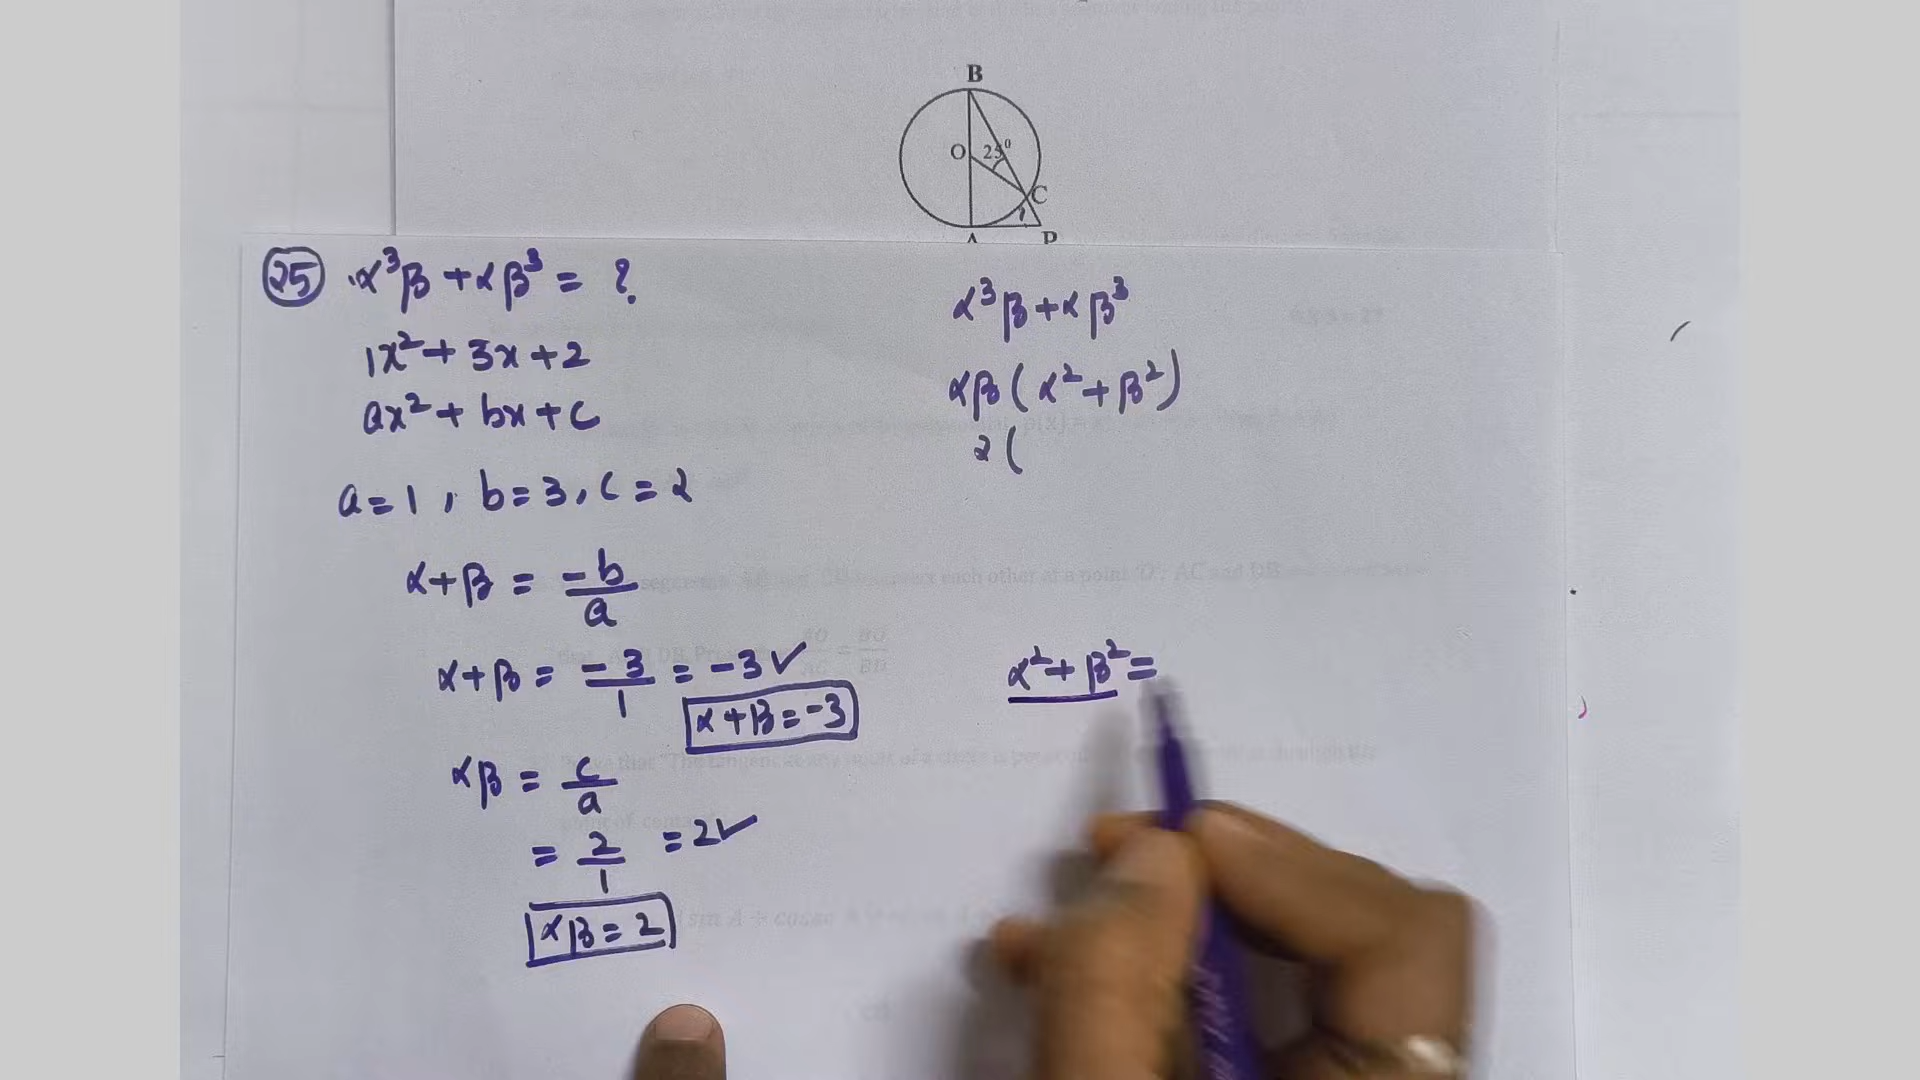 B
O 25⁰
C
A P
25 α³β + αβ³ = ?
1x² + 3x + 2
ax² + bx + c
a = 1, b = 3, c = 2
α + β = -b/a
α + β = -3/1 = -3 ✓
α + β = -3
αβ = c/a
= 2/1 = 2 ✓
αβ = 2
α³β + αβ³
αβ(α² + β²)
2(
α² + β² =